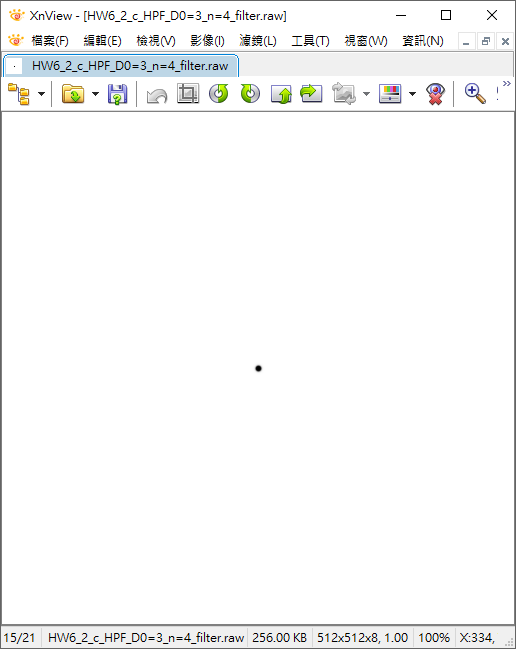 XnView - [HW6_2_c_HPF_D0=3_n=4_filter.raw]
檔案(F) 編輯(E) 檢視(V) 影像(I) 濾鏡(L) 工具(T) 視窗(W) 資訊(N)
HW6_2_c_HPF_D0=3_n=4_filter.raw
15/21 HW6_2_c_HPF_D0=3_n=4_filter.raw 256.00 KB 512x512x8, 1.00 100% X:334,